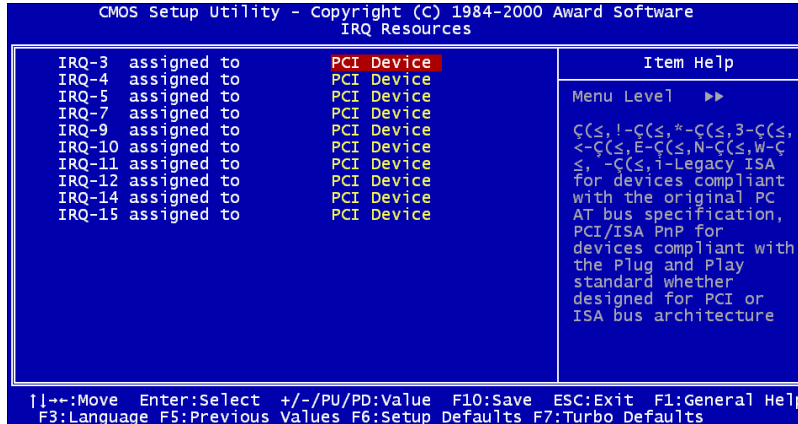 CMOS Setup Utility - Copyright (C) 1984-2000 Award Software
IRQ Resources
IRQ-3 assigned to PCI Device
IRQ-4 assigned to PCI Device
IRQ-5 assigned to PCI Device
IRQ-7 assigned to PCI Device
IRQ-9 assigned to PCI Device
IRQ-10 assigned to PCI Device
IRQ-11 assigned to PCI Device
IRQ-12 assigned to PCI Device
IRQ-14 assigned to PCI Device
IRQ-15 assigned to PCI Device
Item Help
Menu Level ▶▶
Ç(≤,!-Ç(≤,*-Ç(≤,3-Ç(≤,
<-Ç(≤,E-Ç(≤,N-Ç(≤,W-Ç
≤, -Ç(≤,i-Legacy ISA
for devices compliant
with the original PC
AT bus specification,
PCI/ISA PnP for
devices compliant with
the Plug and Play
standard whether
designed for PCI or
ISA bus architecture
↑↓→←:Move Enter:Select +/-/PU/PD:Value F10:Save ESC:Exit F1:General Help
F3:Language F5:Previous Values F6:Setup Defaults F7:Turbo Defaults